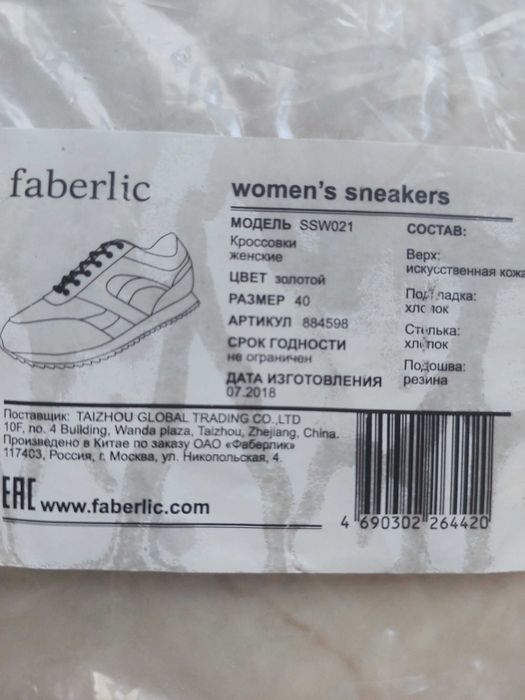 faberlic
women's sneakers
МОДЕЛЬ SSW021
Кроссовки
женские
ЦВЕТ золотой
РАЗМЕР 40
АРТИКУЛ 884598
СРОК ГОДНОСТИ
не ограничен
ДАТА ИЗГОТОВЛЕНИЯ
07.2018
СОСТАВ:
Верх:
искусственная кожа
Подкладка:
хлопок
Стелька:
хлопок
Подошва:
резина
Поставщик: TAIZHOU GLOBAL TRADING CO.,LTD
10F, no. 4 Building, Wanda plaza, Taizhou, Zhejiang, China.
Произведено в Китае по заказу ОАО «Фаберлик»
117403, Россия, г. Москва, ул. Никопольская, 4.
EAC www.faberlic.com
4 690302 264420